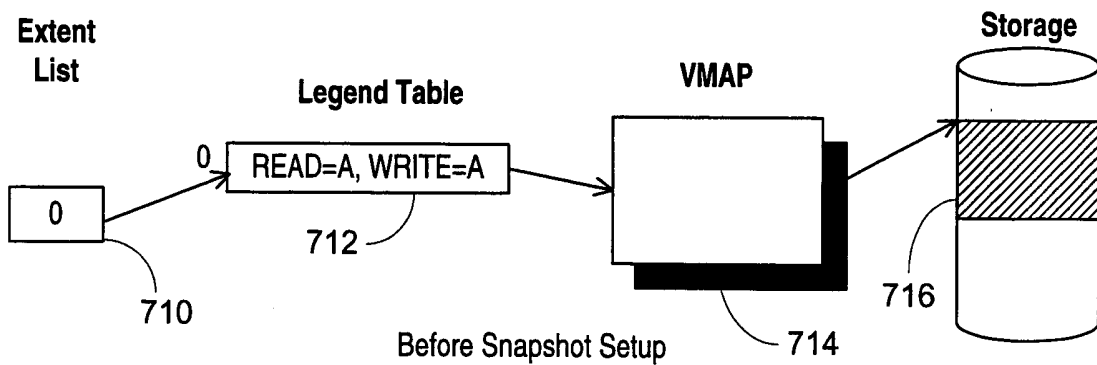 Extent
List
Legend Table
VMAP
Storage
0
0
READ=A, WRITE=A
710
712
714
716
Before Snapshot Setup